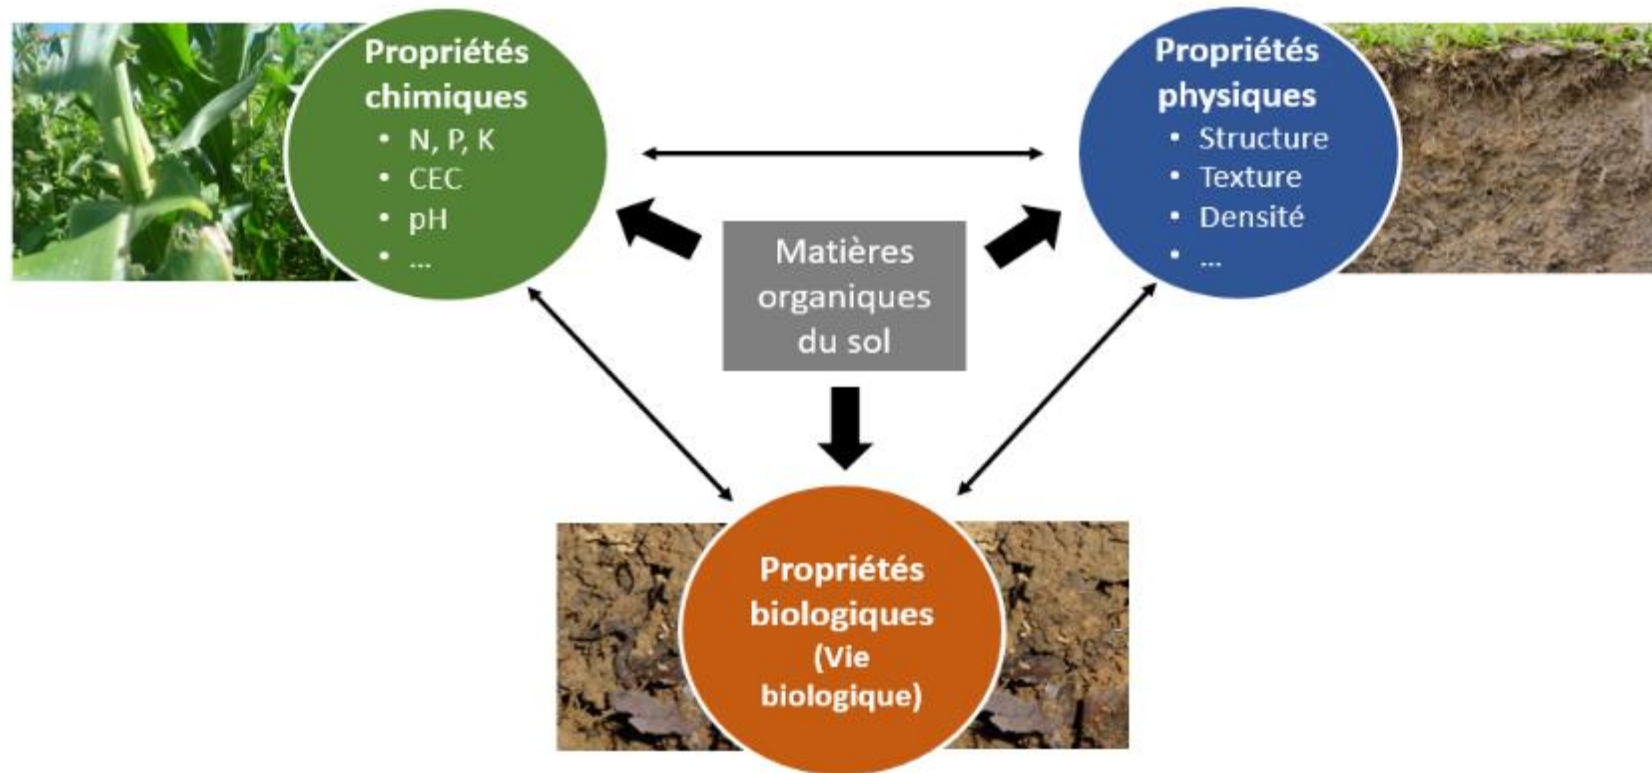 Propriétés
chimiques
• N, P, K
• CEC
• pH
• ...
Propriétés
physiques
• Structure
• Texture
• Densité
• ...
Matières
organiques
du sol
Propriétés
biologiques
(Vie
biologique)